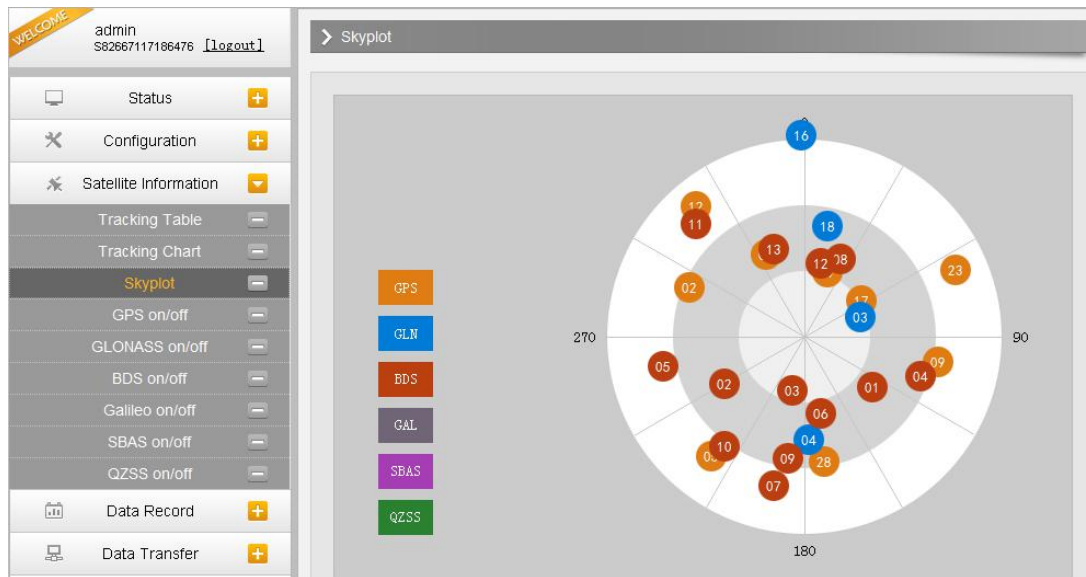 WELCOME
admin
S82667117186476 [logout]
Status
Configuration
Satellite Information
Tracking Table
Tracking Chart
Skyplot
GPS on/off
GLONASS on/off
BDS on/off
Galileo on/off
SBAS on/off
QZSS on/off
Data Record
Data Transfer
Skyplot
16
12
11
18
13
12
08
23
02
17
03
270
90
05
09
04
02
03
01
06
10
04
09
28
07
180
GPS
GLN
BDS
GAL
SBAS
QZSS